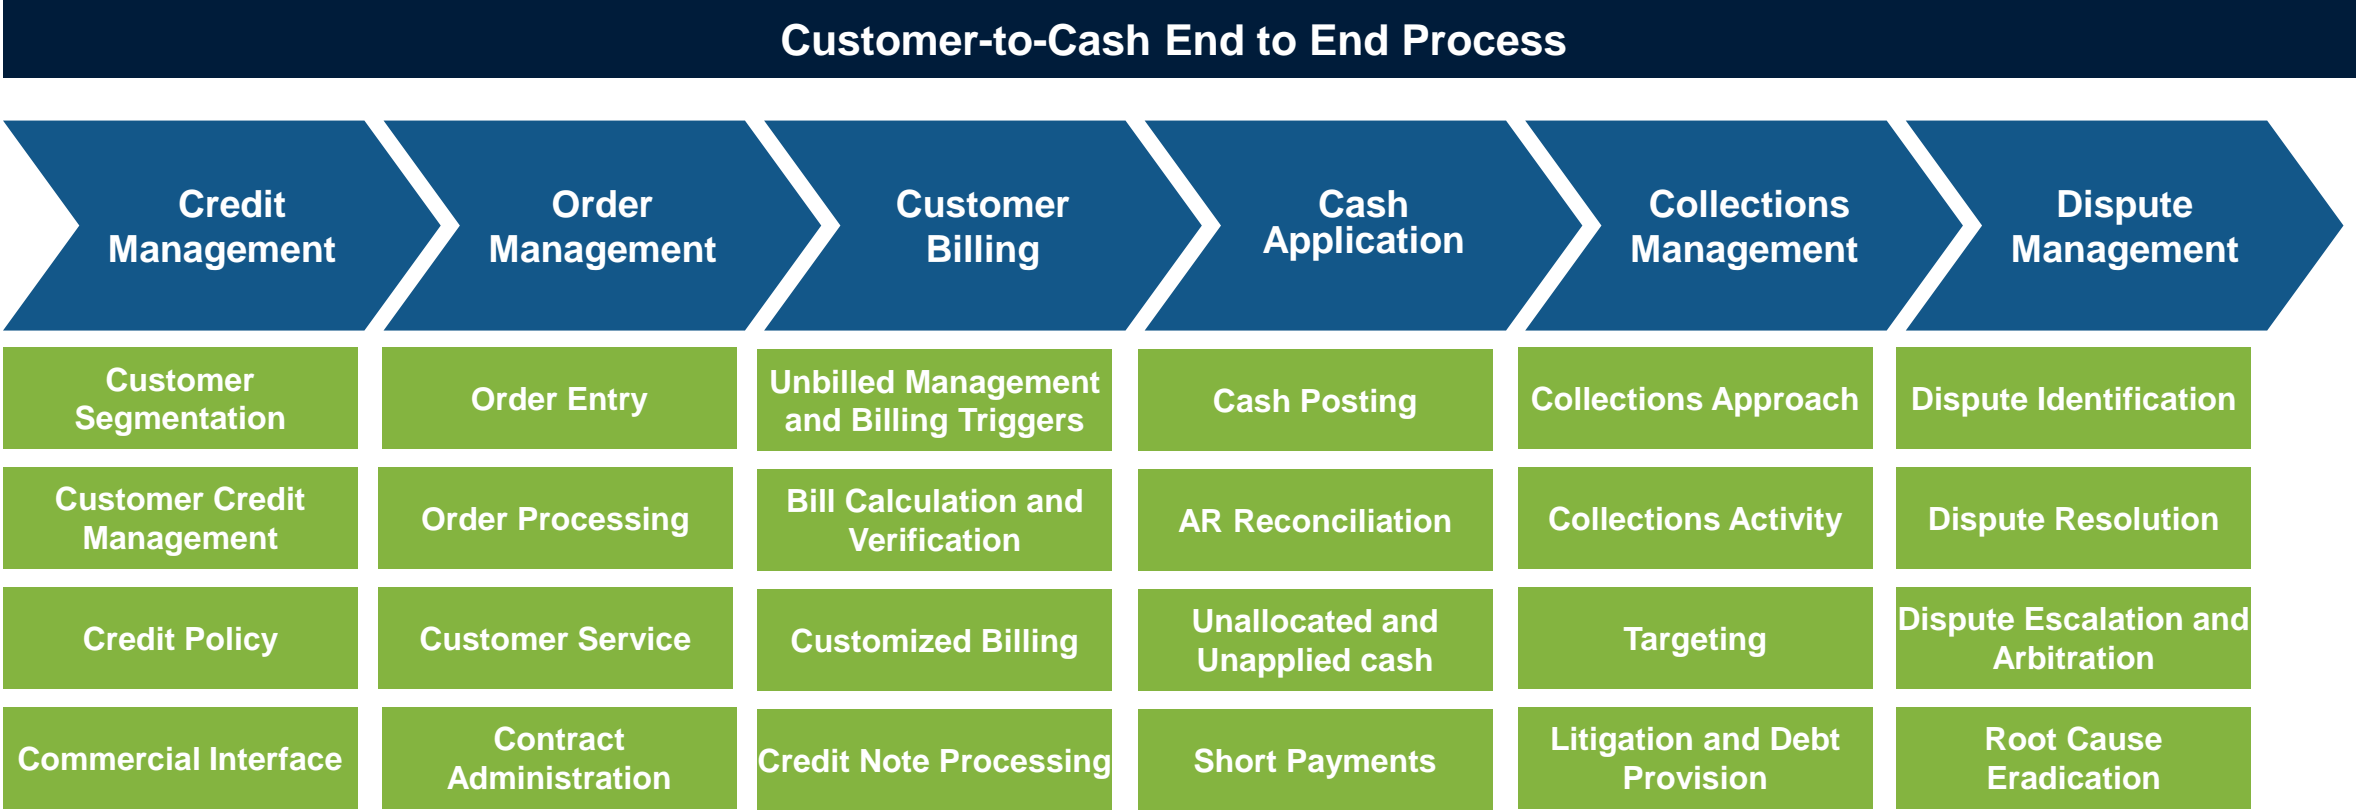 Customer-to-Cash End to End Process
Credit
Management
Order
Management
Customer
Billing
Cash
Application
Collections
Management
Dispute
Management
Customer
Segmentation
Order Entry
Unbilled Management
and Billing Triggers
Cash Posting
Collections Approach
Dispute Identification
Customer Credit
Management
Order Processing
Bill Calculation and
Verification
AR Reconciliation
Collections Activity
Dispute Resolution
Credit Policy
Customer Service
Customized Billing
Unallocated and
Unapplied cash
Targeting
Dispute Escalation and
Arbitration
Commercial Interface
Contract
Administration
Credit Note Processing
Short Payments
Litigation and Debt
Provision
Root Cause
Eradication